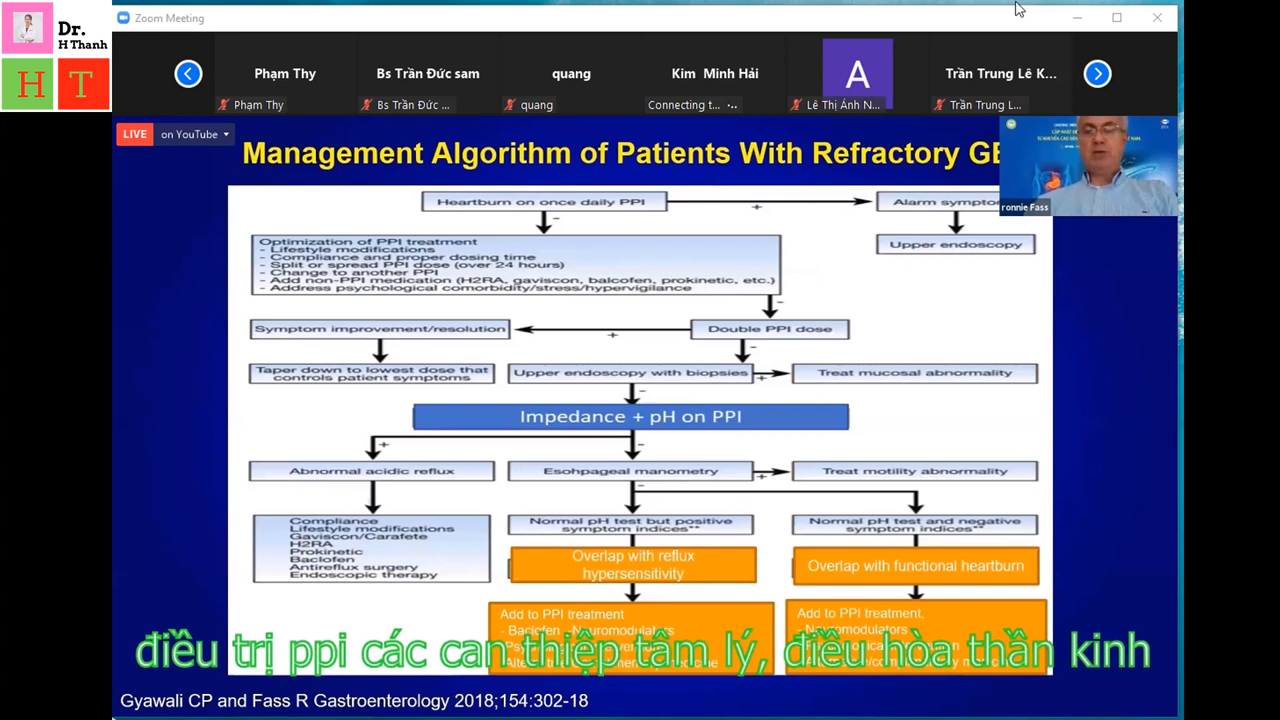 Dr.
H Thanh
H T
Zoom Meeting
Phạm Thy
Bs Trần Đức sam
quang
Kim Minh Hải
A
Trần Trung Lê K...
Phạm Thy
Bs Trần Đức ...
quang
Connecting t...
Lê Thị Ánh N...
Trần Trung L...
LIVE on YouTube
Management Algorithm of Patients With Refractory GE
ronnie Fass
Heartburn on once daily PPI
+
Alarm sympto
-
Upper endoscopy
Optimization of PPI treatment
- Lifestyle modifications
- Compliance and proper dosing time
- Split or spread PPI dose (over 24 hours)
- Change to another PPI
- Add non-PPI medication (H2RA, gaviscon, balcofen, prokinetic, etc.)
- Address psychological comorbidity/stress/hypervigilance
-
Symptom improvement/resolution
+
Double PPI dose
-
Taper down to lowest dose that
controls patient symptoms
Upper endoscopy with biopsies
+
Treat mucosal abnormality
-
Impedance + pH on PPI
+
-
Abnormal acidic reflux
Esohpageal manometry
+
Treat motility abnormality
-
Compliance
Lifestyle modifications
Gaviscon/Carafete
H2RA
Prokinetic
Baclofen
Antireflux surgery
Endoscopic therapy
Normal pH test but positive
symptom indices**
Normal pH test and negative
symptom indices**
Overlap with reflux
hypersensitivity
Overlap with functional heartburn
Add to PPI treatment
- Baclofen - Neuromodulators
Add to PPI treatment,
- Neuromodulators
điều trị ppi các can thiệp tâm lý, điều hòa thần kinh
Gyawali CP and Fass R Gastroenterology 2018;154:302-18